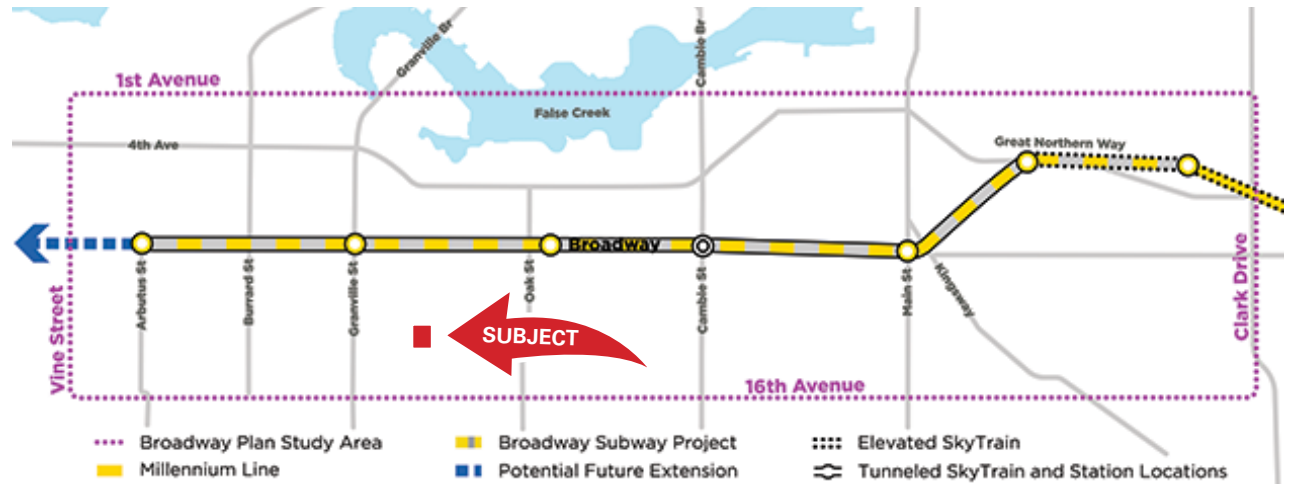 Granville Br
Cambie Br
1st Avenue
False Creek
4th Ave
Great Northern Way
Broadway
Arbutus St
Burrard St
Granville St
Oak St
Cambie St
Main St
Kingsway
Vine Street
Clark Drive
SUBJECT
16th Avenue
Broadway Plan Study Area
Broadway Subway Project
Elevated SkyTrain
Millennium Line
Potential Future Extension
Tunneled SkyTrain and Station Locations